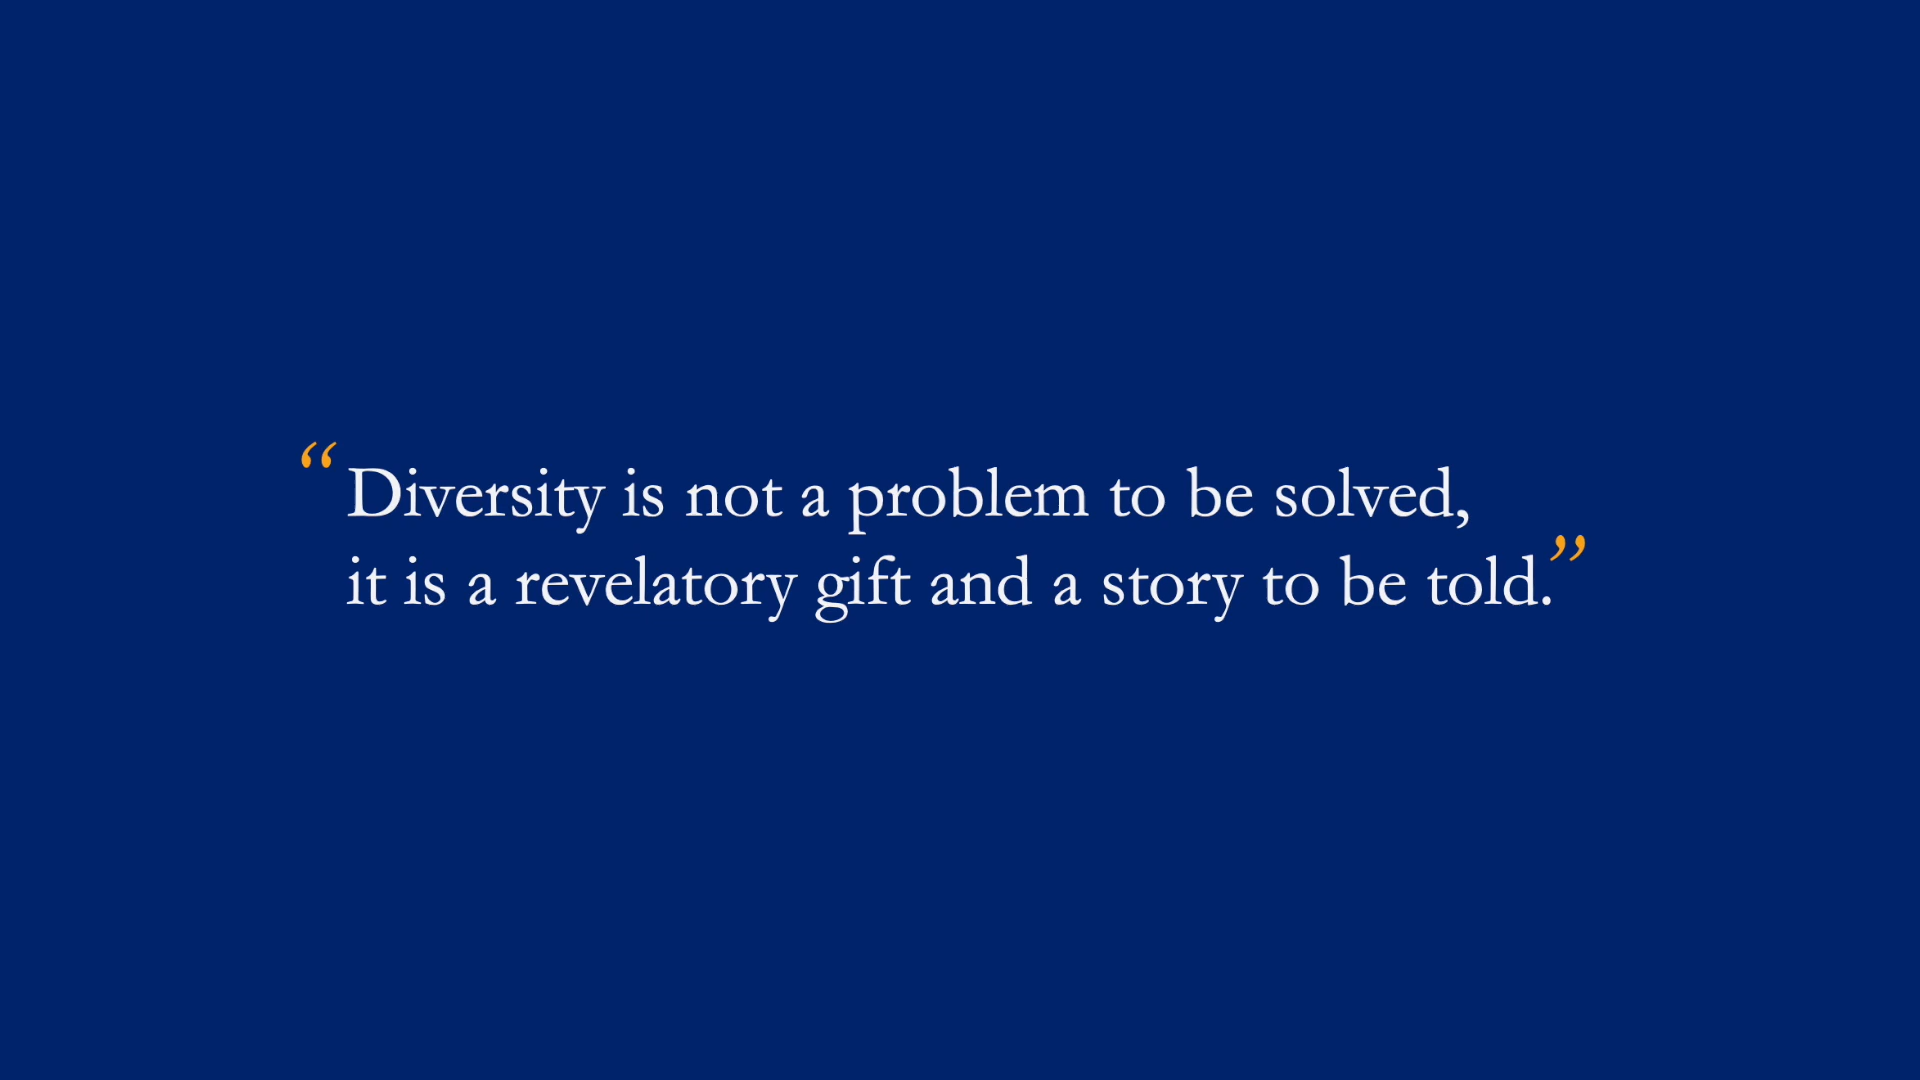 “Diversity is not a problem to be solved,
it is a revelatory gift and a story to be told.”